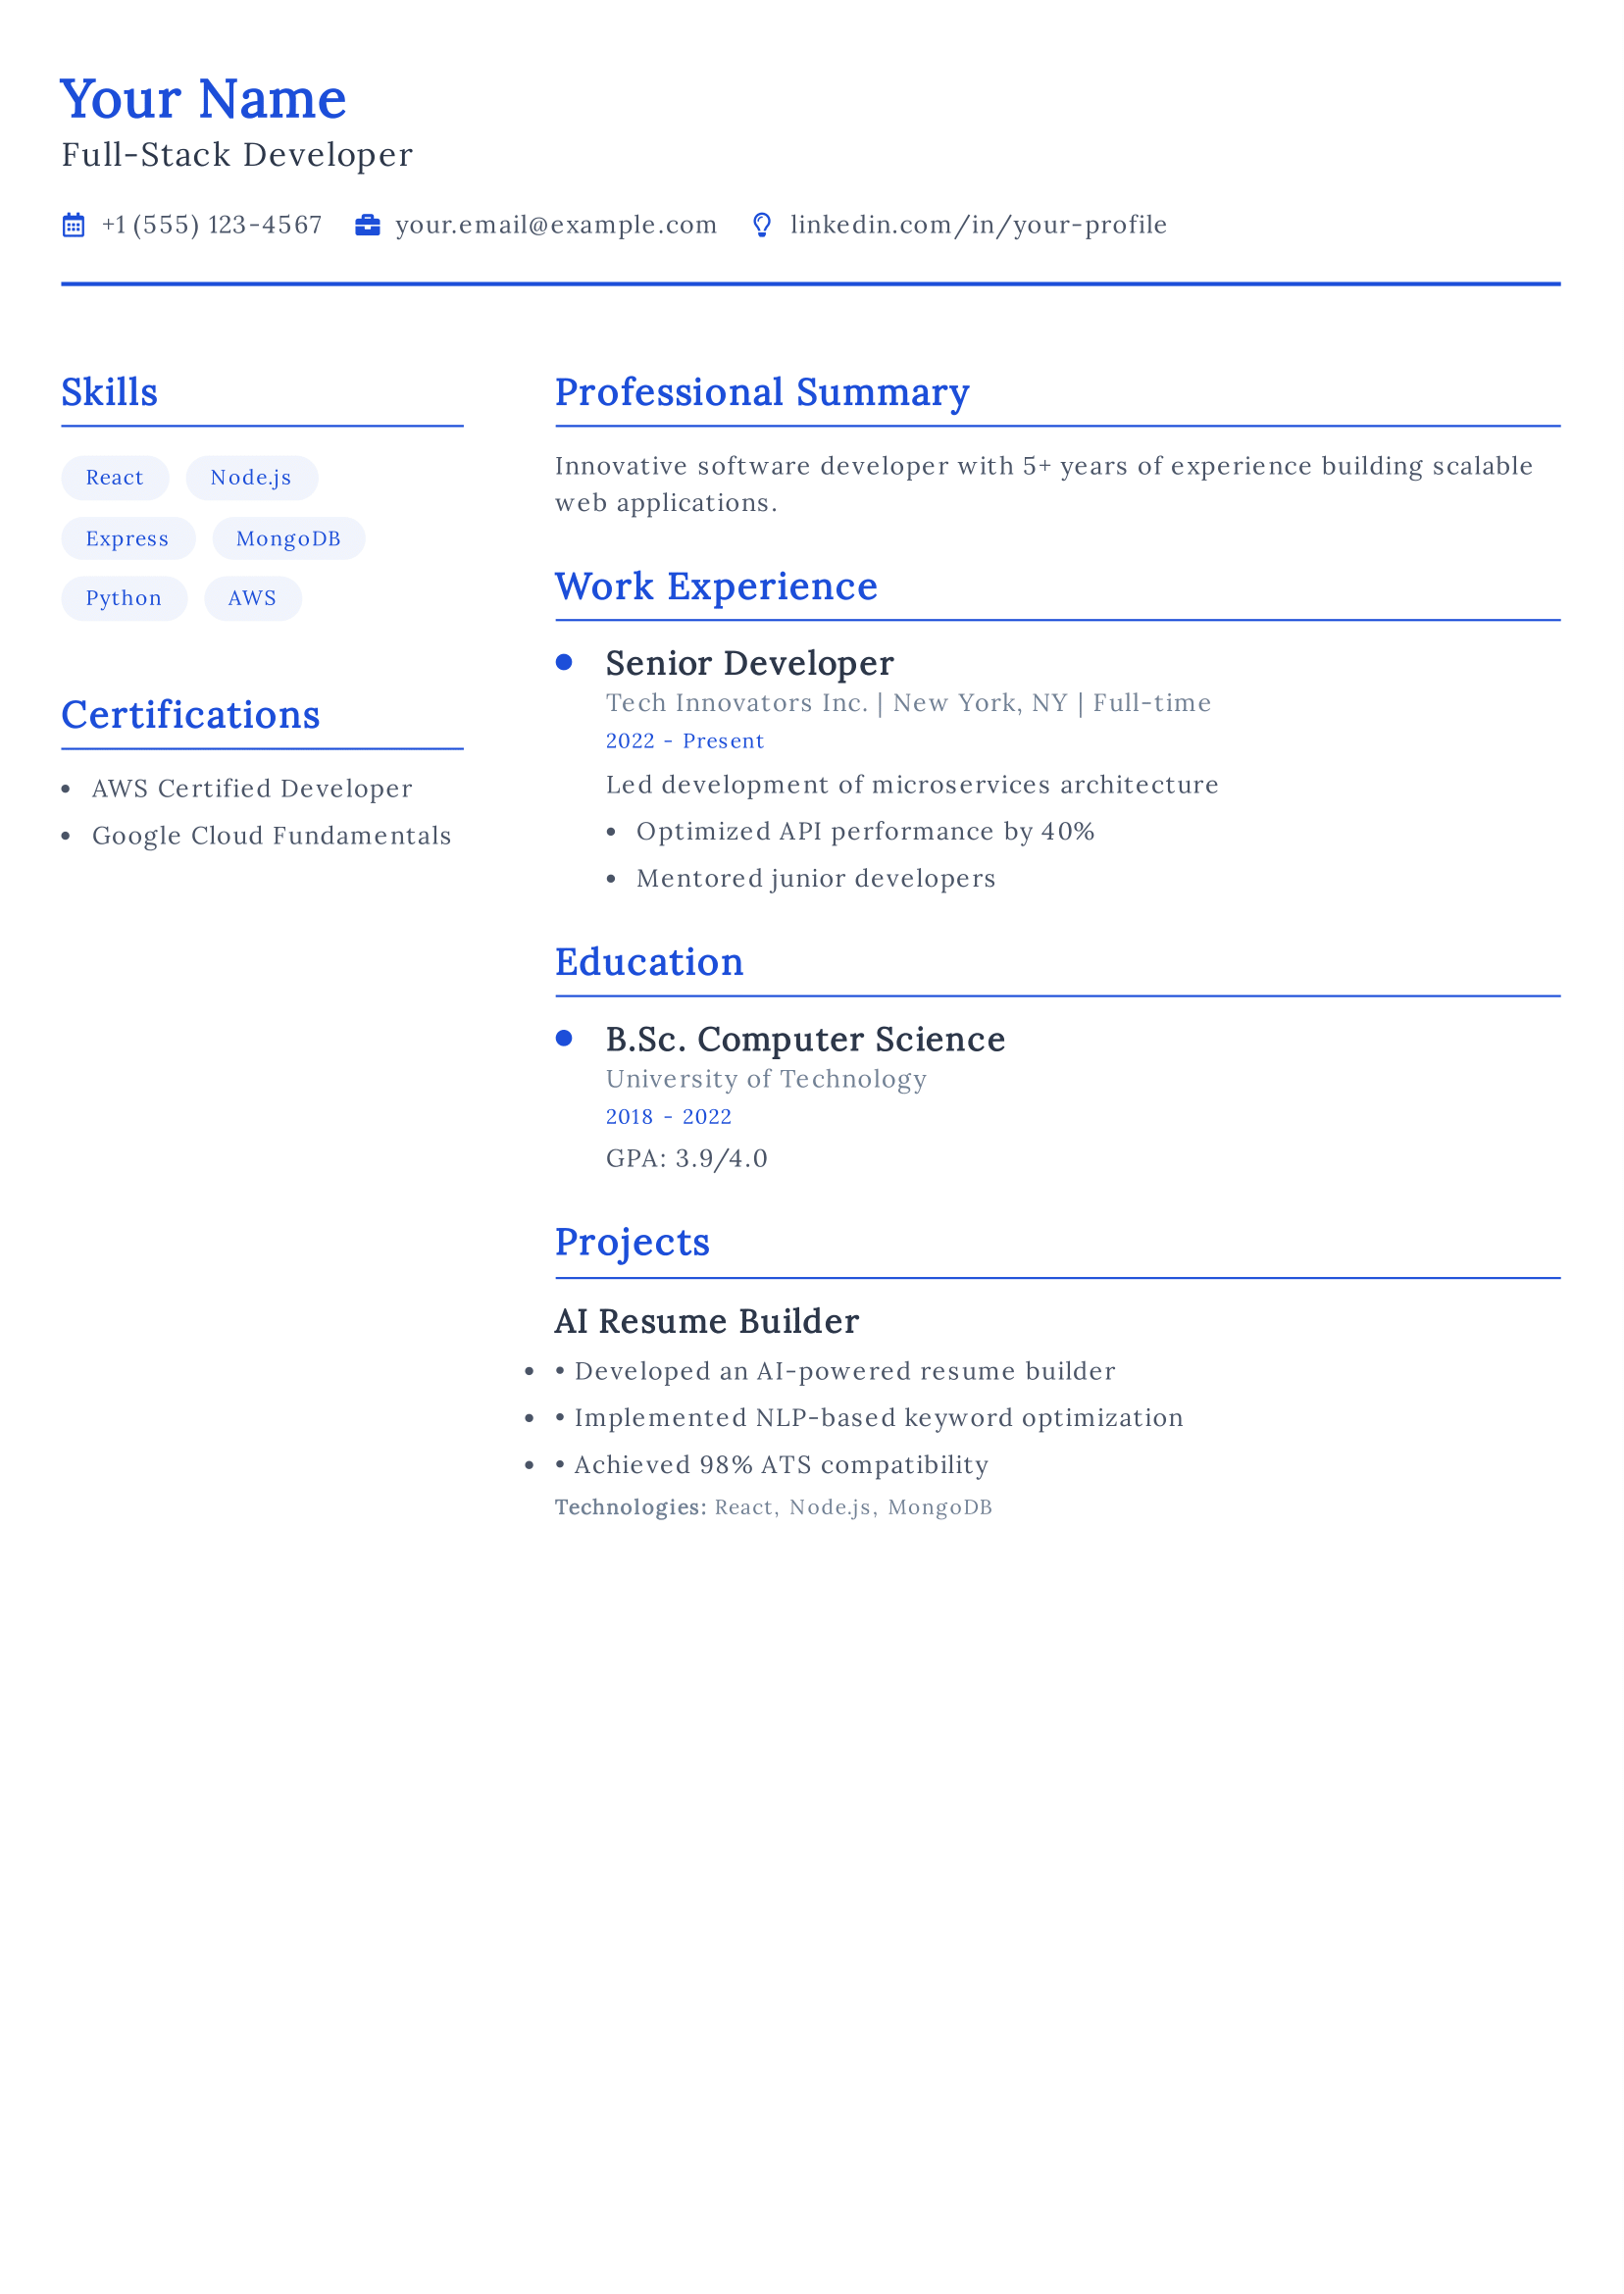 Your Name
Full-Stack Developer
+1 (555) 123-4567 your.email@example.com linkedin.com/in/your-profile
Skills
React Node.js
Express MongoDB
Python AWS
Certifications
• AWS Certified Developer
• Google Cloud Fundamentals
Professional Summary
Innovative software developer with 5+ years of experience building scalable
web applications.
Work Experience
Senior Developer
Tech Innovators Inc. | New York, NY | Full-time
2022 - Present
Led development of microservices architecture
• Optimized API performance by 40%
• Mentored junior developers
Education
B.Sc. Computer Science
University of Technology
2018 - 2022
GPA: 3.9/4.0
Projects
AI Resume Builder
• • Developed an AI-powered resume builder
• • Implemented NLP-based keyword optimization
• • Achieved 98% ATS compatibility
Technologies: React, Node.js, MongoDB